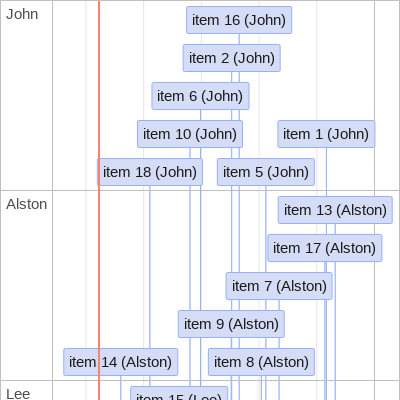 John
item 16 (John)
item 2 (John)
item 6 (John)
item 10 (John)
item 1 (John)
item 18 (John)
item 5 (John)
Alston
item 13 (Alston)
item 17 (Alston)
item 7 (Alston)
item 9 (Alston)
item 14 (Alston)
item 8 (Alston)
Lee
item 15 (Lee)